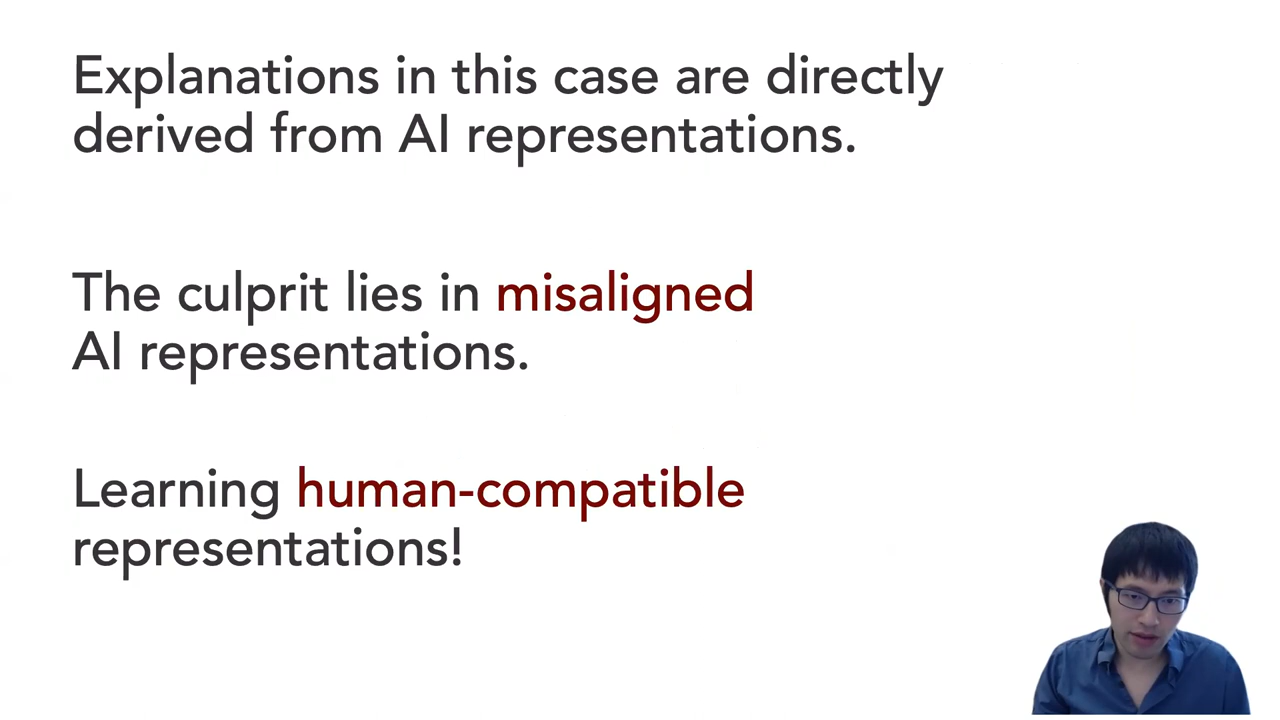 Explanations in this case are directly
derived from AI representations.
The culprit lies in misaligned
AI representations.
Learning human-compatible
representations!